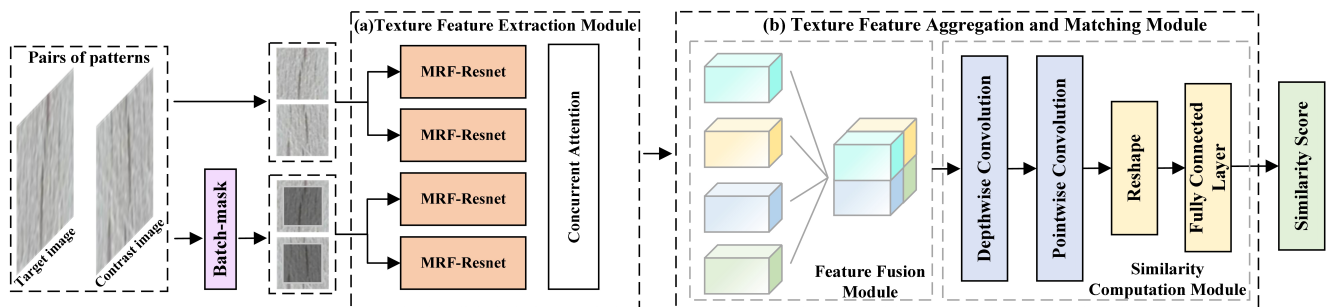 Pairs of patterns
Target image
Contrast image
Batch-mask
(a)Texture Feature Extraction Module
MRF-Resnet
MRF-Resnet
MRF-Resnet
MRF-Resnet
Concurrent Attention
(b) Texture Feature Aggregation and Matching Module
Feature Fusion
Module
Depthwise Convolution
Pointwise Convolution
Reshape
Fully Connected
Layer
Similarity
Computation Module
Similarity Score